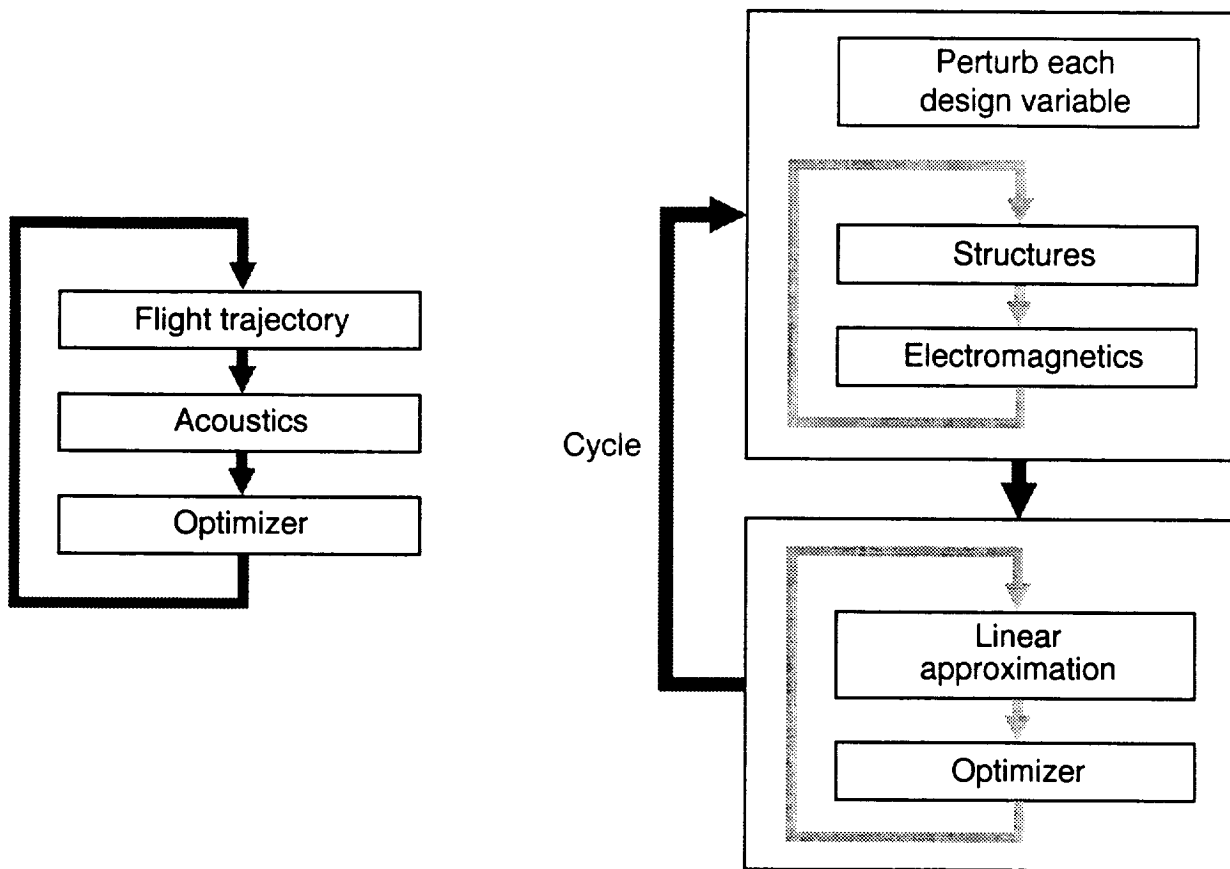 Flight trajectory
Acoustics
Optimizer
Cycle
Perturb each
design variable
Structures
Electromagnetics
Linear
approximation
Optimizer